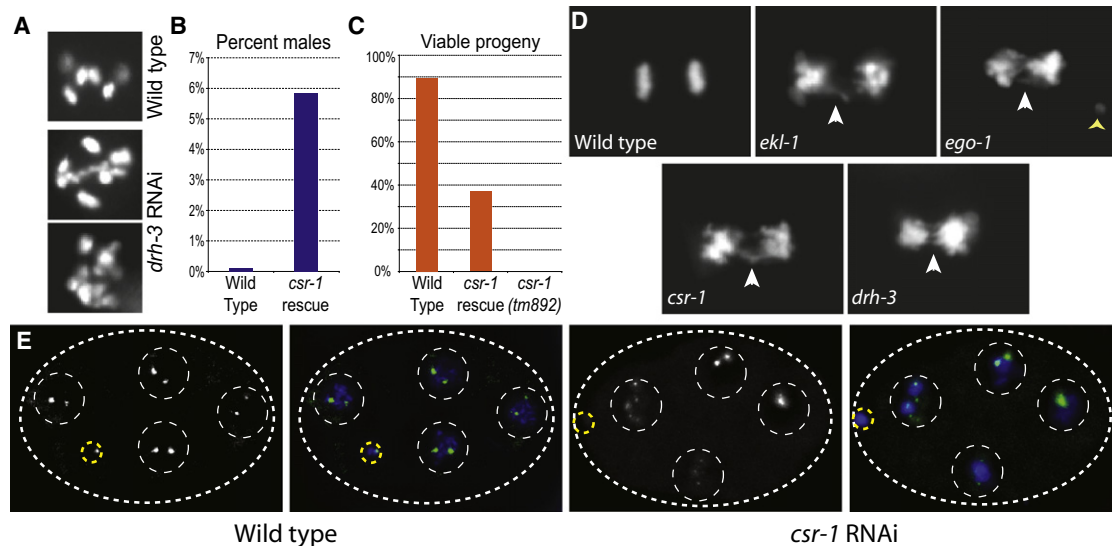 A
Wild type
drh-3 RNAi
B
Percent males
7%
6%
5%
4%
3%
2%
1%
0%
Wild
Type
csr-1
rescue
C
Viable progeny
100%
80%
60%
40%
20%
0%
Wild
Type
csr-1
rescue
csr-1
(tm892)
D
Wild type
ekl-1
ego-1
csr-1
drh-3
E
Wild type
csr-1 RNAi